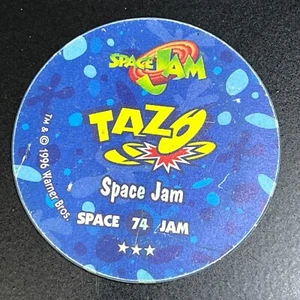 SPACE JAM
TAZO
Space Jam
SPACE 74 JAM
TM & © 1996 Warner Bros.